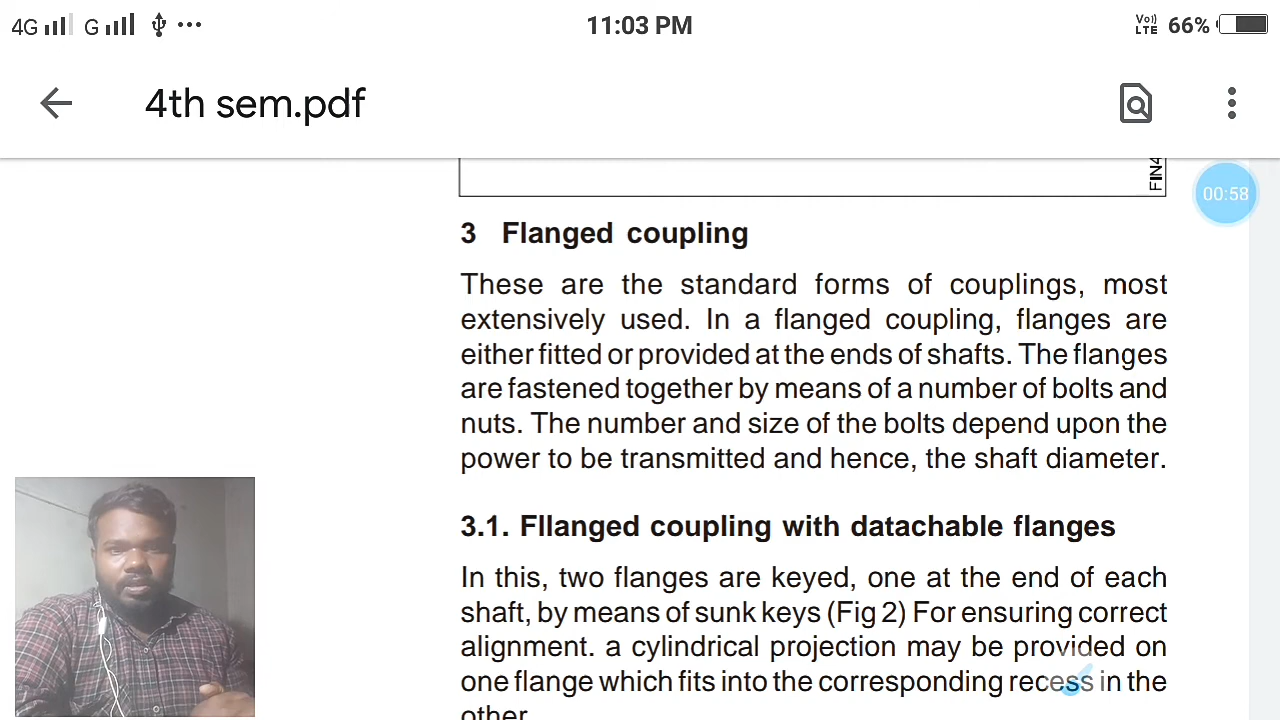 4G G 11:03 PM Vo) LTE 66%
4th sem.pdf
FIN4
00:58
3 Flanged coupling
These are the standard forms of couplings, most
extensively used. In a flanged coupling, flanges are
either fitted or provided at the ends of shafts. The flanges
are fastened together by means of a number of bolts and
nuts. The number and size of the bolts depend upon the
power to be transmitted and hence, the shaft diameter.
3.1. Fllanged coupling with datachable flanges
In this, two flanges are keyed, one at the end of each
shaft, by means of sunk keys (Fig 2) For ensuring correct
alignment. a cylindrical projection may be provided on
one flange which fits into the corresponding recess in the
other